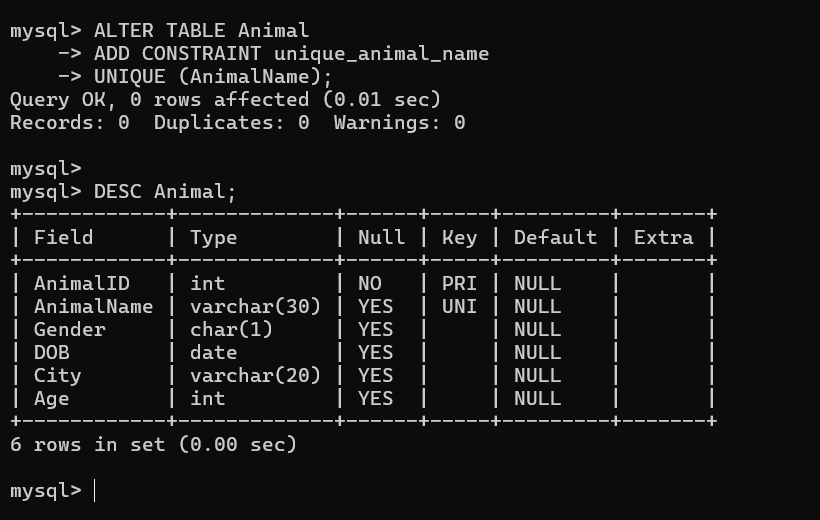 mysql> ALTER TABLE Animal
    -> ADD CONSTRAINT unique_animal_name
    -> UNIQUE (AnimalName);
Query OK, 0 rows affected (0.01 sec)
Records: 0  Duplicates: 0  Warnings: 0

mysql>
mysql> DESC Animal;
+------------+-------------+------+-----+---------+-------+
| Field      | Type        | Null | Key | Default | Extra |
+------------+-------------+------+-----+---------+-------+
| AnimalID   | int         | NO   | PRI | NULL    |       |
| AnimalName | varchar(30) | YES  | UNI | NULL    |       |
| Gender     | char(1)     | YES  |     | NULL    |       |
| DOB        | date        | YES  |     | NULL    |       |
| City       | varchar(20) | YES  |     | NULL    |       |
| Age        | int         | YES  |     | NULL    |       |
+------------+-------------+------+-----+---------+-------+
6 rows in set (0.00 sec)

mysql>